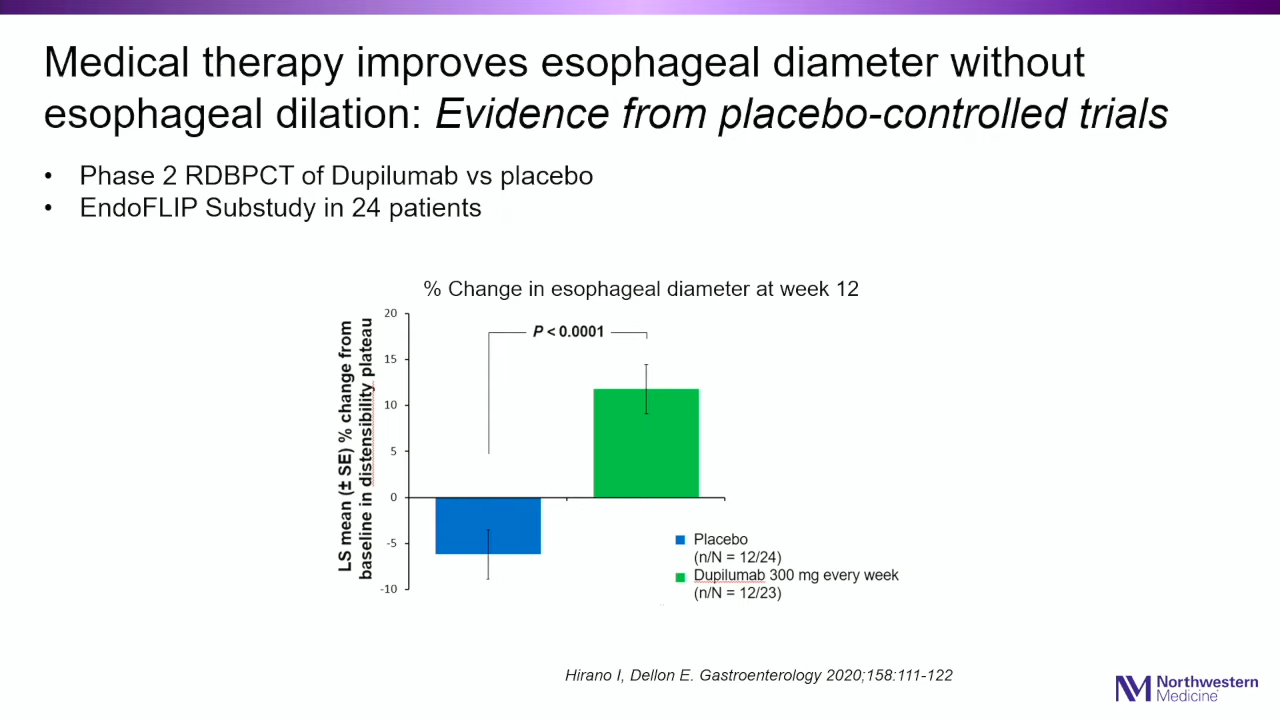 Medical therapy improves esophageal diameter without
esophageal dilation: Evidence from placebo-controlled trials
• Phase 2 RDBPCT of Dupilumab vs placebo
• EndoFLIP Substudy in 24 patients
% Change in esophageal diameter at week 12
LS mean (± SE) % change from
baseline in distensibility plateau
20
15
10
5
0
-5
-10
P < 0.0001
Placebo
(n/N = 12/24)
Dupilumab 300 mg every week
(n/N = 12/23)
Hirano I, Dellon E. Gastroenterology 2020;158:111-122
NM Northwestern
Medicine